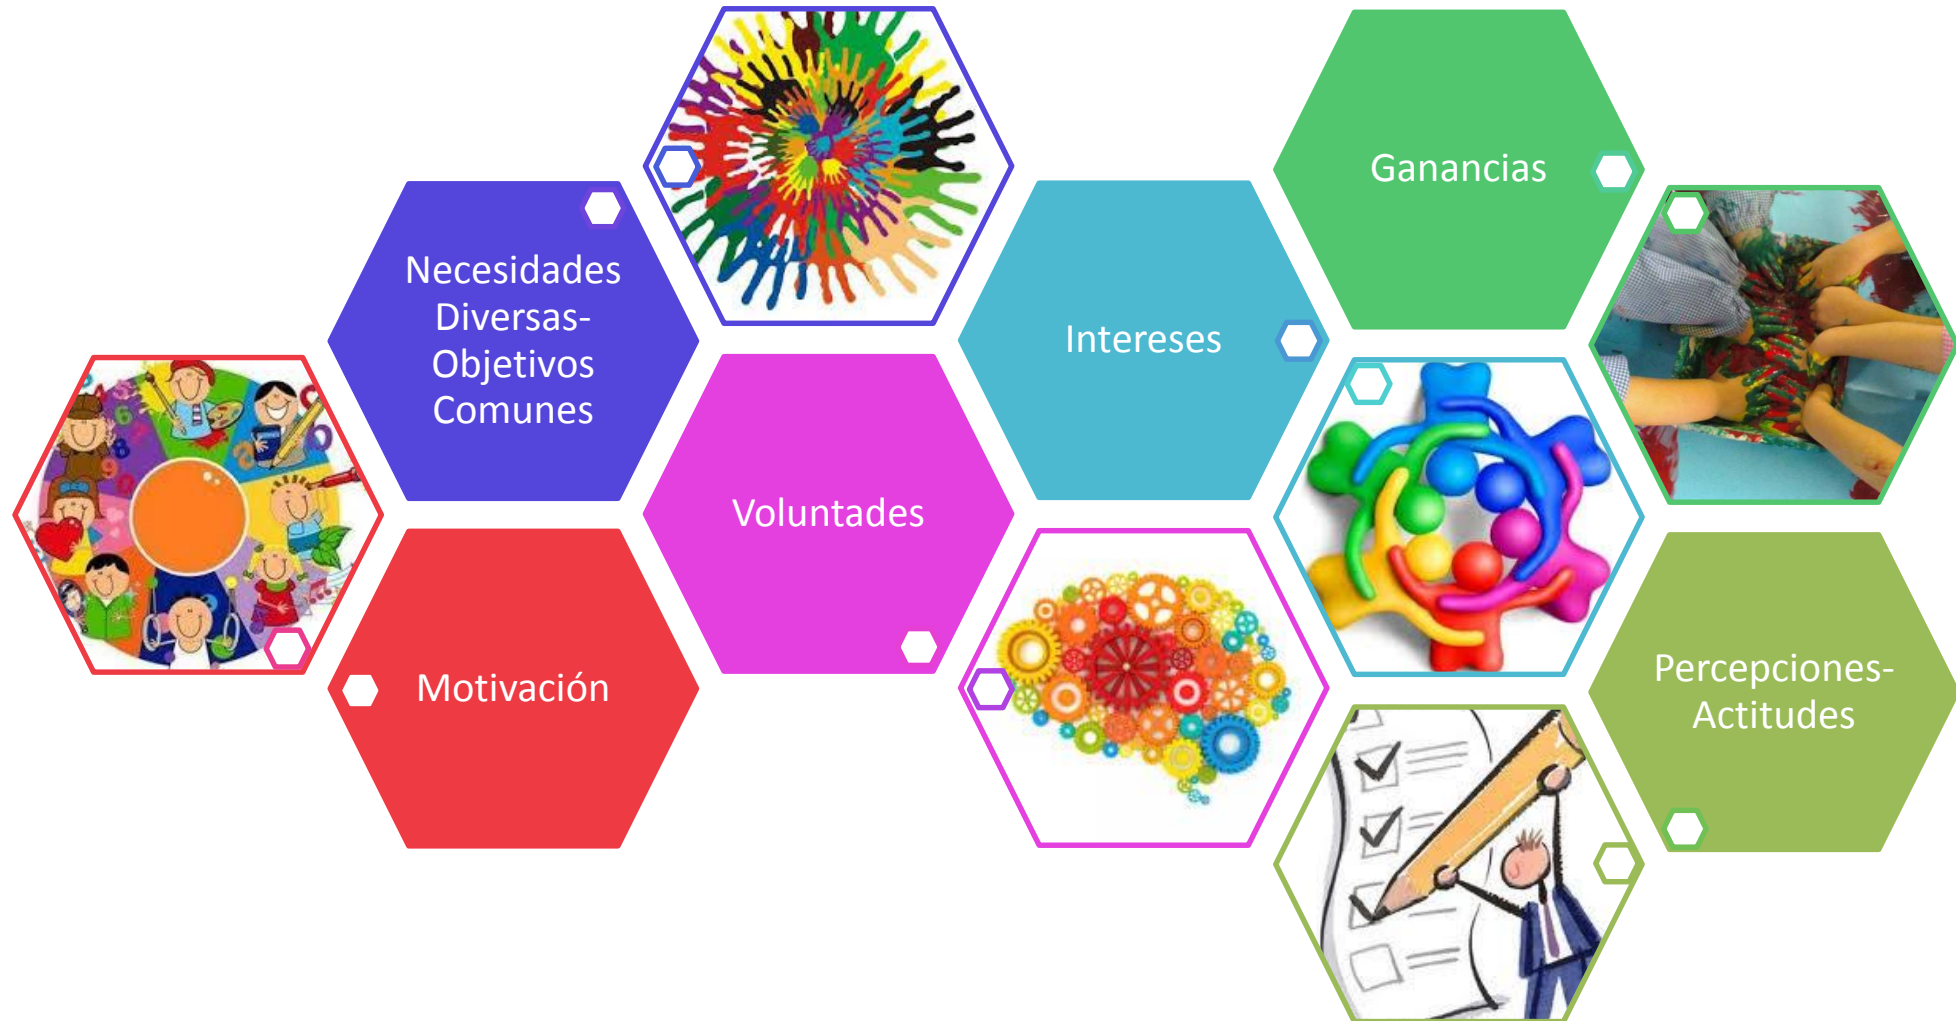 Necesidades
Diversas-
Objetivos
Comunes
Motivación
Voluntades
Intereses
Ganancias
Percepciones-
Actitudes